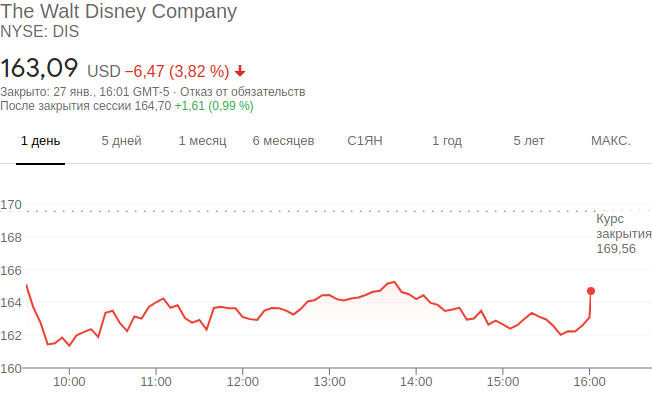 The Walt Disney Company
NYSE: DIS
163,09 USD −6,47 (3,82 %)
Закрыто: 27 янв., 16:01 GMT-5 · Отказ от обязательств
После закрытия сессии 164,70 +1,61 (0,99 %)
1 день 5 дней 1 месяц 6 месяцев С1ЯН 1 год 5 лет МАКС.
170
Курс
закрытия
169,56
168
166
164
162
160
10:00 11:00 12:00 13:00 14:00 15:00 16:00